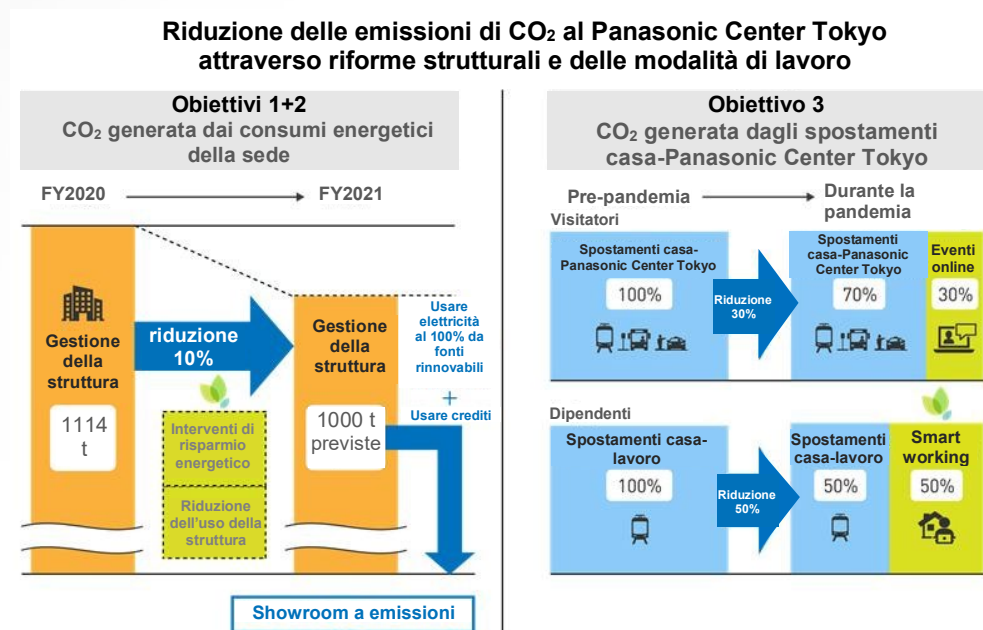 Riduzione delle emissioni di CO₂ al Panasonic Center Tokyo
attraverso riforme strutturali e delle modalità di lavoro
Obiettivi 1+2
CO₂ generata dai consumi energetici
della sede
FY2020
FY2021
Gestione
della
struttura
1114
t
riduzione
10%
Interventi di
risparmio
energetico
Riduzione
dell'uso della
struttura
Gestione
della
struttura
1000 t
previste
Usare
elettricità
al 100% da
fonti
rinnovabili
+
Usare crediti
Showroom a emissioni
Obiettivo 3
CO₂ generata dagli spostamenti
casa-Panasonic Center Tokyo
Pre-pandemia
Durante la
pandemia
Visitatori
Spostamenti casa-
Panasonic Center Tokyo
100%
Riduzione
30%
Spostamenti
casa-Panasonic
Center Tokyo
70%
Eventi
online
30%
Dipendenti
Spostamenti casa-
lavoro
100%
Riduzione
50%
Spostamenti
casa-lavoro
50%
Smart
working
50%